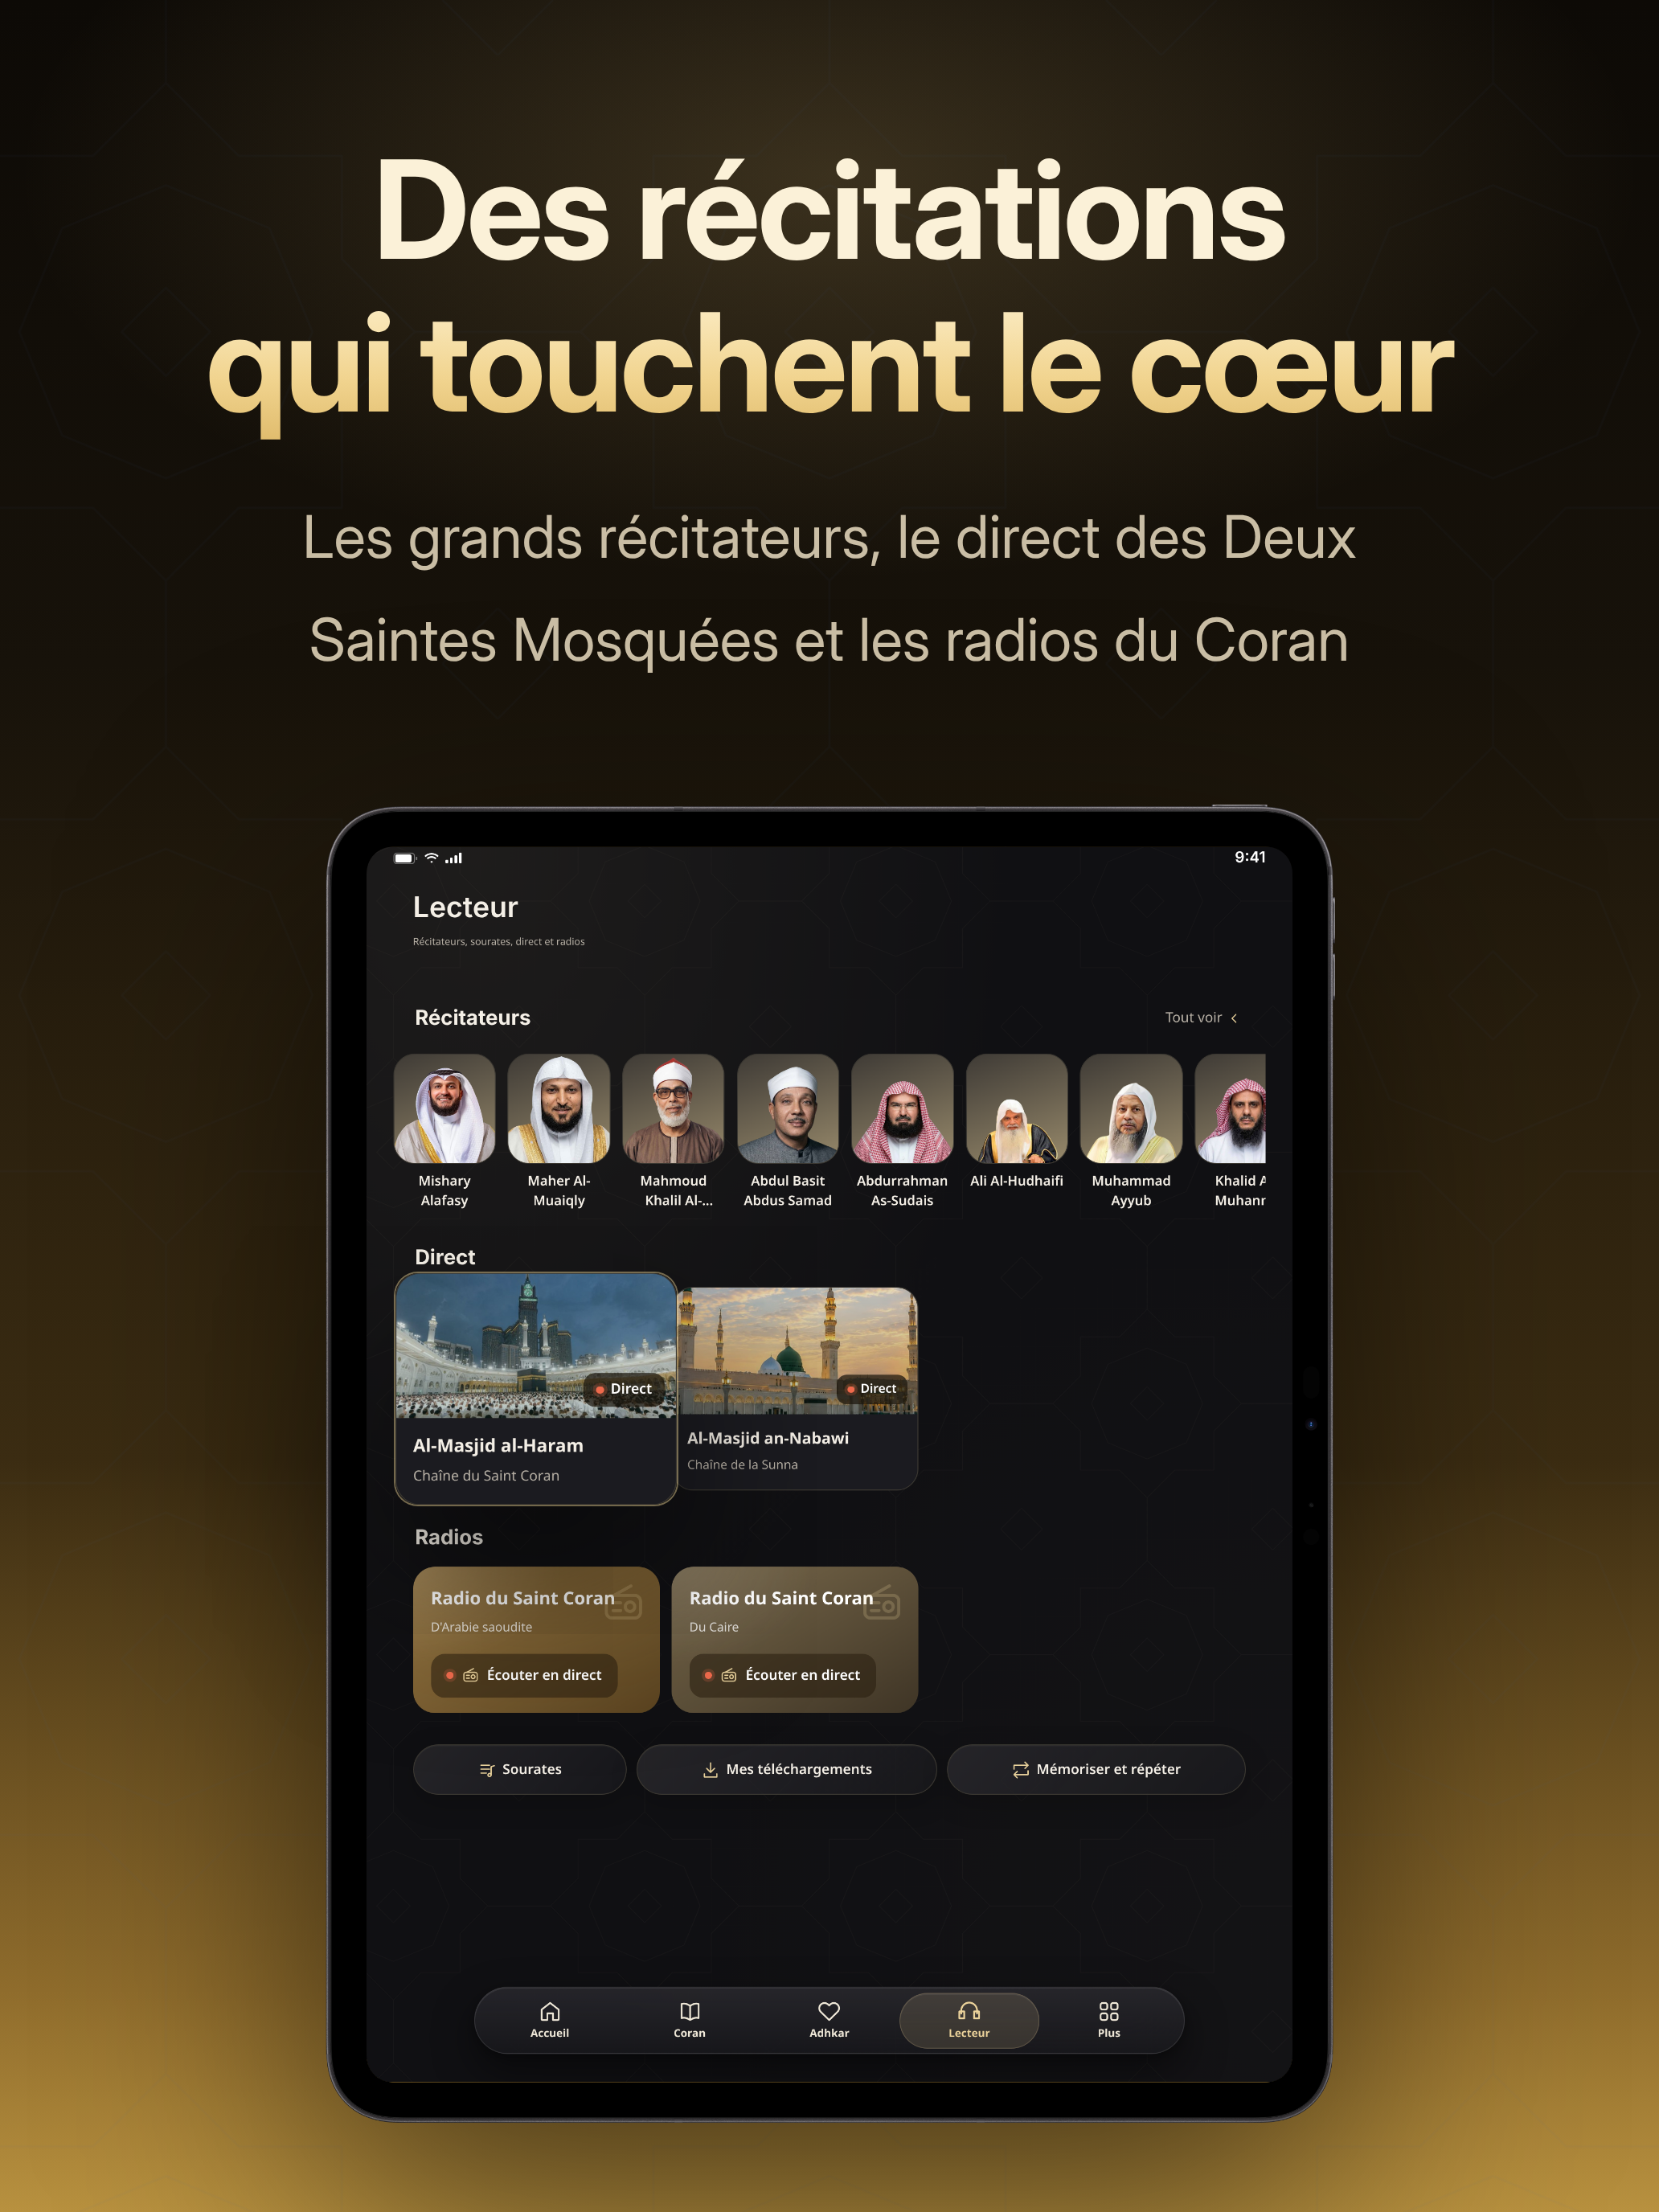 Des récitations
qui touchent le cœur
Les grands récitateurs, le direct des Deux
Saintes Mosquées et les radios du Coran
9:41
Lecteur
Récitateurs, sourates, direct et radios
Récitateurs
Tout voir
Mishary
Alafasy
Maher Al-
Muaiqly
Mahmoud
Khalil Al-...
Abdul Basit
Abdus Samad
Abdurrahman
As-Sudais
Ali Al-Hudhaifi
Muhammad
Ayyub
Khalid A
Muhanr
Direct
Direct
Al-Masjid al-Haram
Chaîne du Saint Coran
Direct
Al-Masjid an-Nabawi
Chaîne de la Sunna
Radios
Radio du Saint Coran
D'Arabie saoudite
Écouter en direct
Radio du Saint Coran
Du Caire
Écouter en direct
Sourates
Mes téléchargements
Mémoriser et répéter
Accueil
Coran
Adhkar
Lecteur
Plus